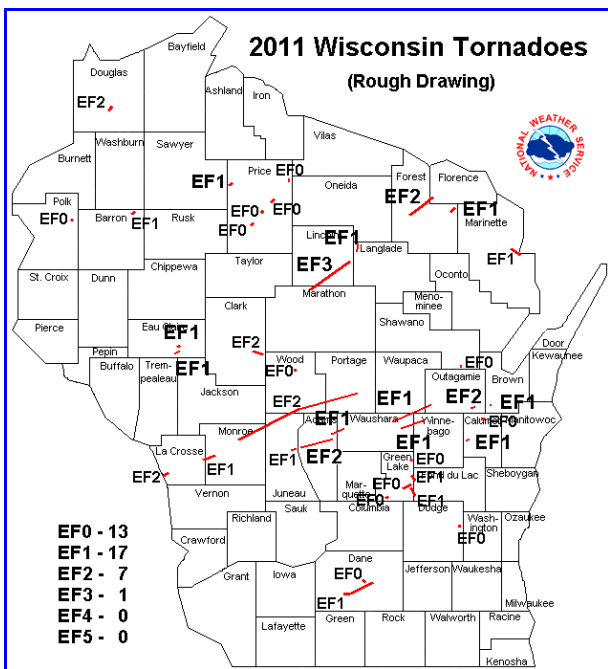 2011 Wisconsin Tornadoes
(Rough Drawing)
NATIONAL WEATHER SERVICE
Bayfield
Douglas
EF2
Ashland
Iron
Vilas
Washburn
Sawyer
Burnett
Price
EF0
EF1
Oneida
Forest
Florence
EF2
EF1
Polk
EF0
Barron
EF1
Rusk
EF0
EF0
EF0
Marinette
EF1
Lincoln
EF1
Langlade
EF3
Taylor
Chippewa
Oconto
St. Croix
Dunn
Marathon
Meno-
minee
Clark
Shawano
Pierce
Eau Claire
EF1
EF2
Door
Kewaunee
Pepin
Buffalo
Trem-
pealeau
EF1
Wood
EF0
Portage
Waupaca
EF0
Outagamie
Brown
Jackson
EF2
EF1
EF2
EF1
Adams
EF1
Waushara
Winne-
bago
Calumet
EF0
Manitowoc
Monroe
EF1
EF2
EF1
EF1
La Crosse
EF2
EF1
Green
Lake
EF0
Fond du Lac
EF1
Sheboygan
Juneau
Mar-
quette
EF0
EF0
EF1
Vernon
Sauk
Columbia
Dodge
Wash-
ington
Ozaukee
EF0
Richland
Crawford
Dane
EF0
EF1
Grant
Iowa
Jefferson
Waukesha
Milwaukee
Lafayette
Green
Rock
Walworth
Racine
Kenosha
EF0 - 13
EF1 - 17
EF2 - 7
EF3 - 1
EF4 - 0
EF5 - 0